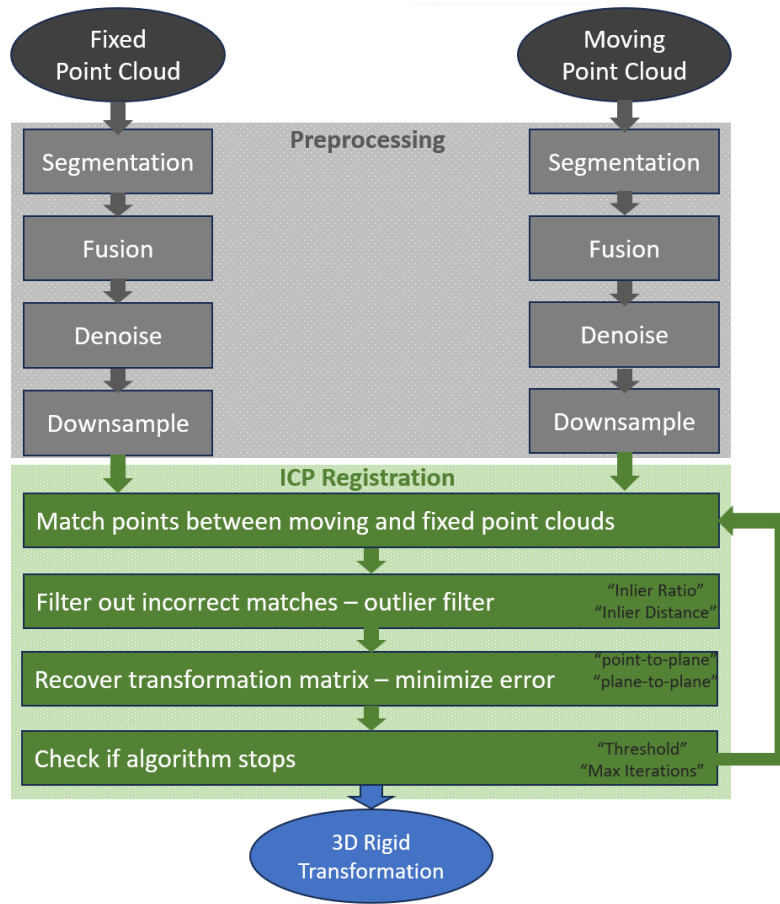 Fixed
Point Cloud
Moving
Point Cloud
Preprocessing
Segmentation
Segmentation
Fusion
Fusion
Denoise
Denoise
Downsample
Downsample
ICP Registration
Match points between moving and fixed point clouds
Filter out incorrect matches – outlier filter
“Inlier Ratio”
“Inlier Distance”
Recover transformation matrix – minimize error
“point-to-plane”
“plane-to-plane”
Check if algorithm stops
“Threshold”
“Max Iterations”
3D Rigid
Transformation